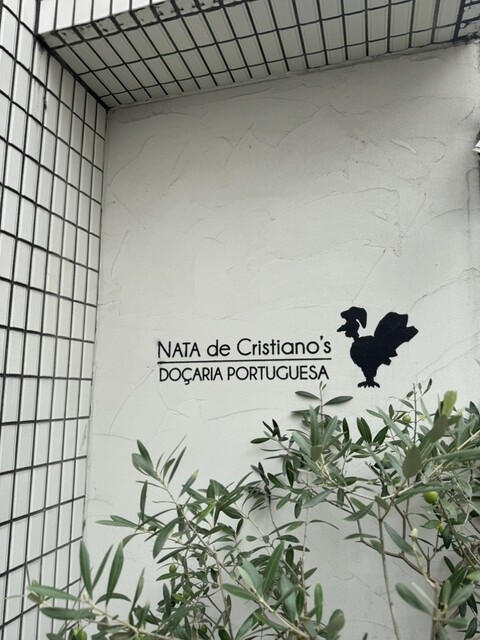 NATA de Cristiano's
DOÇARIA PORTUGUESA